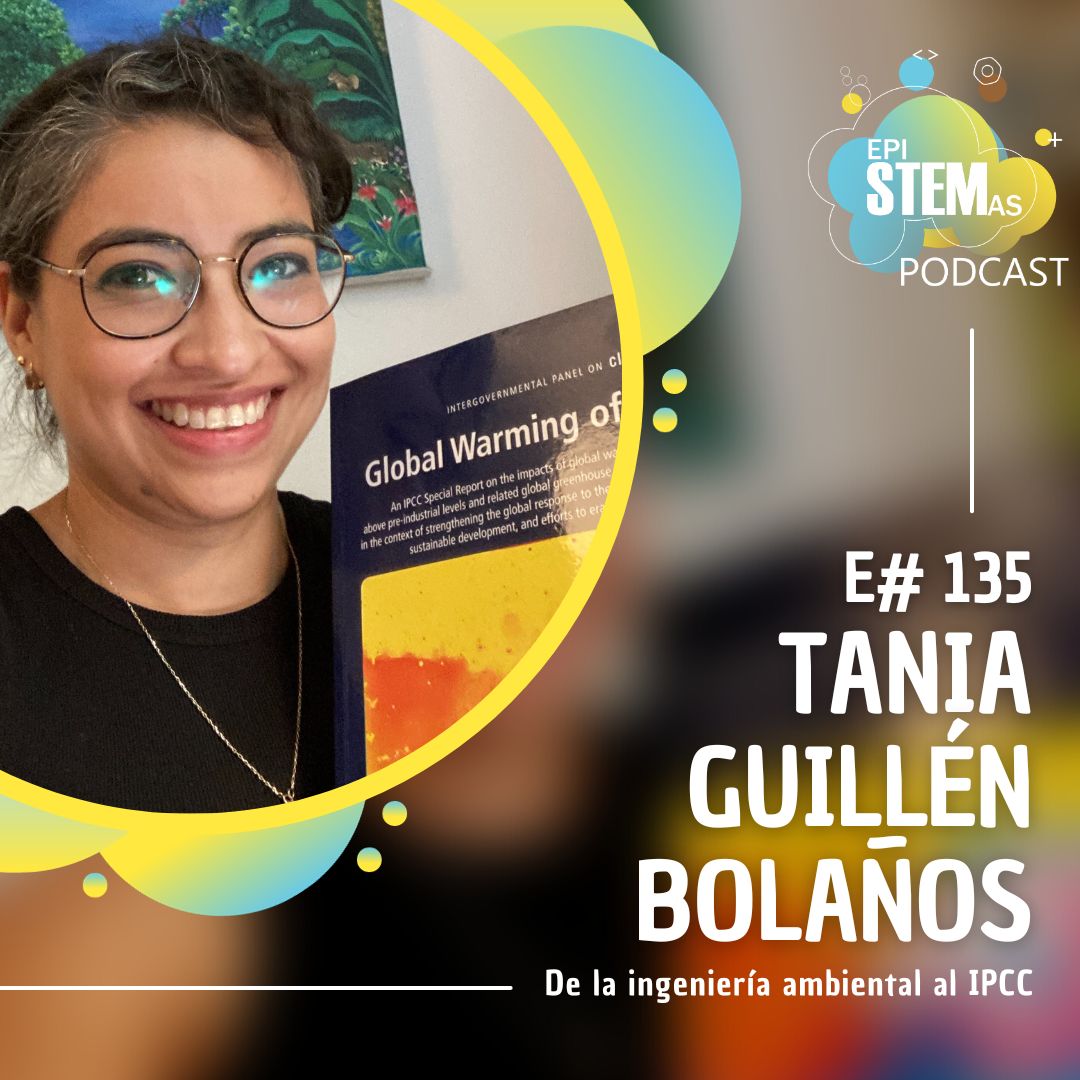 EPI
STEMAS
PODCAST
INTERGOVERNMENTAL PANEL ON
Global Warming of
An IPCC Special Report on the impacts of global
above pre-industrial levels and related global greenhouse
in the context of strengthening the global response to the
sustainable development, and efforts to
E# 135
TANIA
GUILLÉN
BOLAÑOS
De la ingeniería ambiental al IPCC